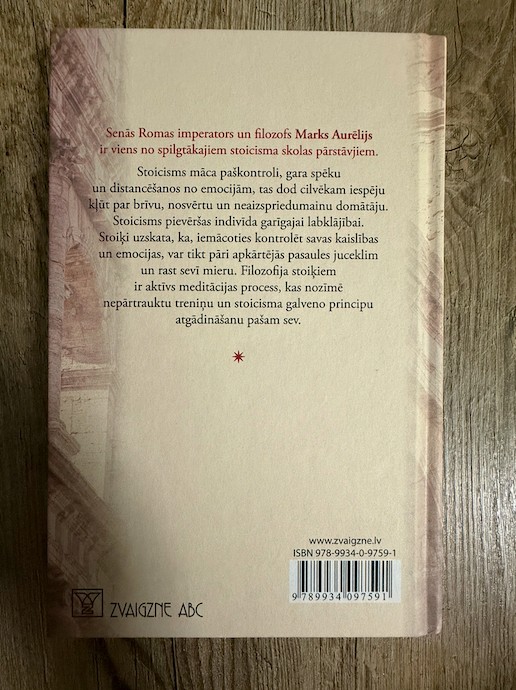 Senās Romas imperators un filozofs Marks Aurēlijs
ir viens no spilgtākajiem stoicisma skolas pārstāvjiem.
Stoicisms māca paškontroli, gara spēku
un distancēšanos no emocijām, tas dod cilvēkam iespēju
kļūt par brīvu, nosvērtu un neaizspriedumainu domātāju.
Stoicisms pievēršas indivīda garīgajai labklājībai.
Stoiķi uzskata, ka, iemācoties kontrolēt savas kaislības
un emocijas, var tikt pāri apkārtējās pasaules juceklim
un rast sevī mieru. Filozofija stoiķiem
ir aktīvs meditācijas process, kas nozīmē
nepārtrauktu treniņu un stoicisma galveno principu
atgādināšanu pašam sev.
www.zvaigzne.lv
ISBN 978-9934-0-9759-1
9 789934 097591
ZVAIGZNE ABC